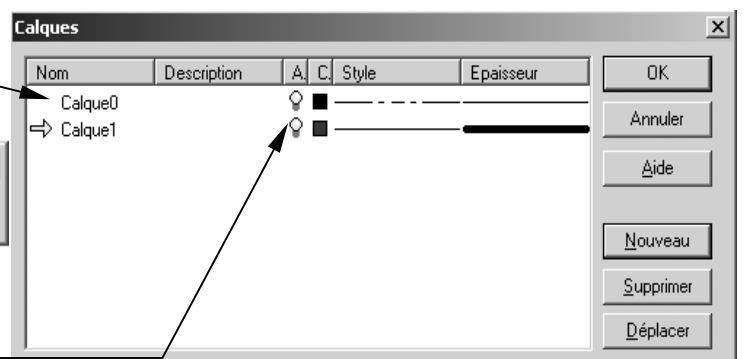 Calques
Nom Description A. C. Style Epaisseur
Calque0
Calque1
OK
Annuler
Aide
Nouveau
Supprimer
Déplacer